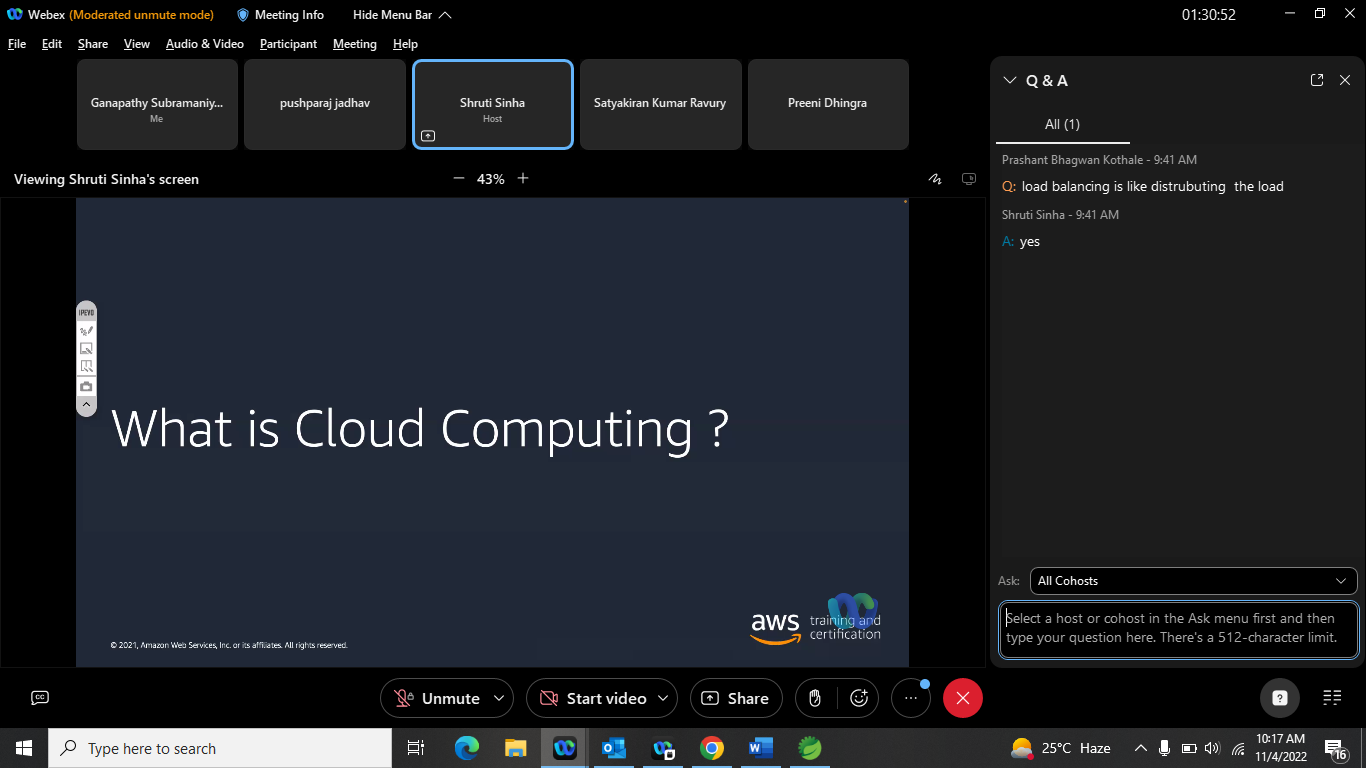 Webex (Moderated unmute mode) Meeting Info Hide Menu Bar 01:30:52
File Edit Share View Audio & Video Participant Meeting Help
Ganapathy Subramaniy...
Me
pushparaj jadhav
Shruti Sinha
Host
Satyakiran Kumar Ravury
Preeni Dhingra
Viewing Shruti Sinha's screen
43%
IPEVO
What is Cloud Computing ?
aws training and
certification
© 2021, Amazon Web Services, Inc. or its affiliates. All rights reserved.
Q & A
All (1)
Prashant Bhagwan Kothale - 9:41 AM
Q: load balancing is like distrubuting the load
Shruti Sinha - 9:41 AM
A: yes
Ask: All Cohosts
Select a host or cohost in the Ask menu first and then
type your question here. There's a 512-character limit.
CC
Unmute
Start video
Share
Type here to search
25°C Haze
10:17 AM
11/4/2022
16